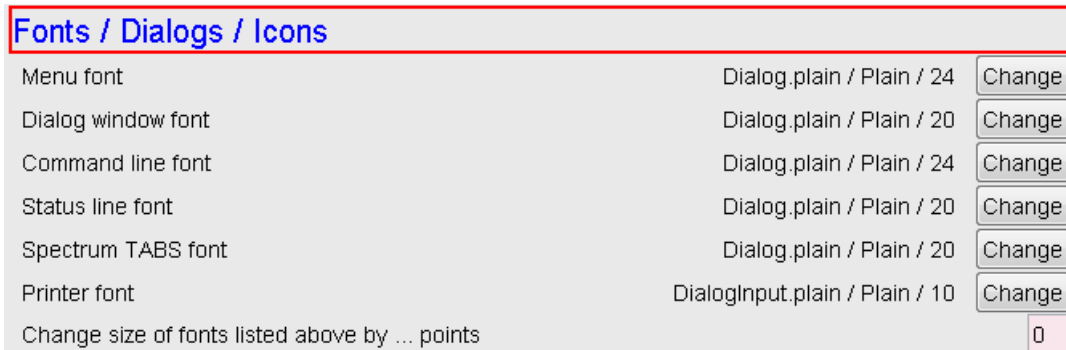 Fonts / Dialogs / Icons
Menu font Dialog.plain / Plain / 24 Change
Dialog window font Dialog.plain / Plain / 20 Change
Command line font Dialog.plain / Plain / 24 Change
Status line font Dialog.plain / Plain / 20 Change
Spectrum TABS font Dialog.plain / Plain / 20 Change
Printer font DialogInput.plain / Plain / 10 Change
Change size of fonts listed above by ... points 0